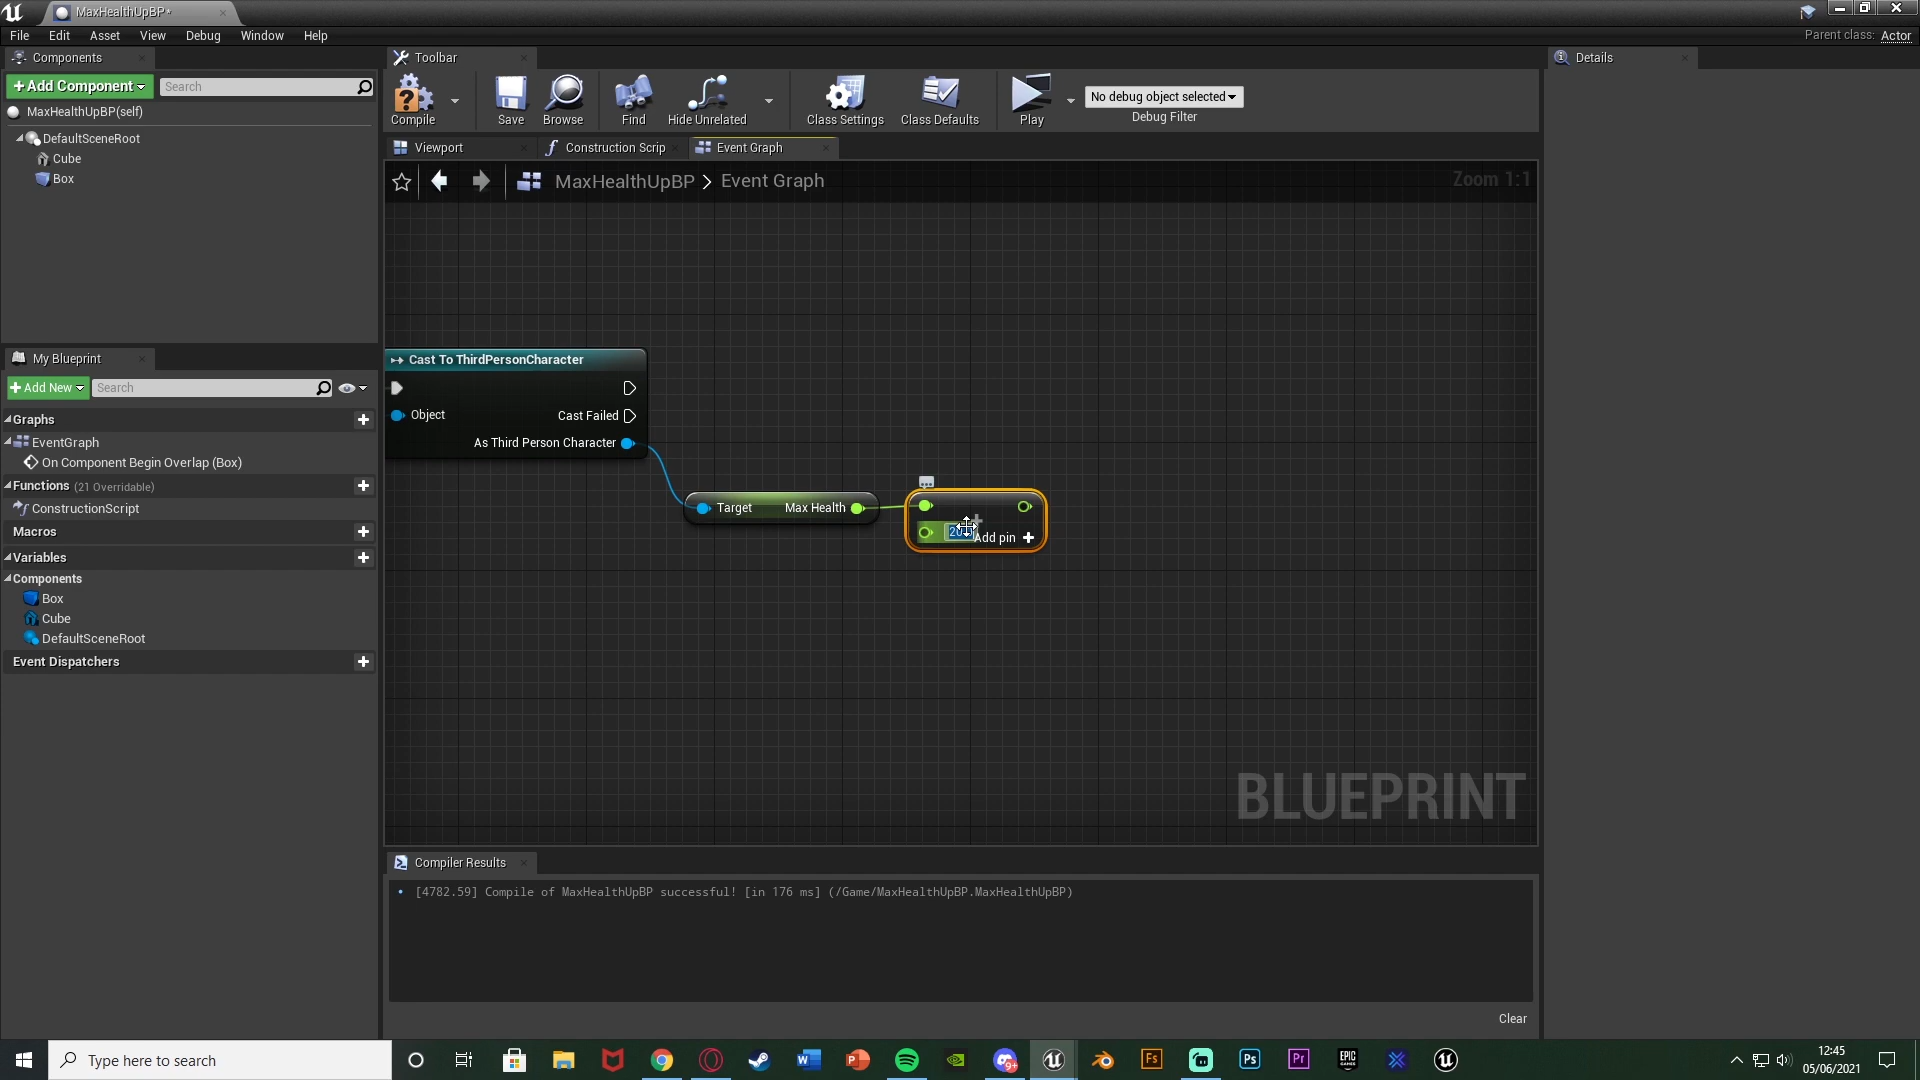 MaxHealthUpBP*
File Edit Asset View Debug Window Help
Parent class: Actor
Components
Toolbar
Details
Add Component
Search
MaxHealthUpBP(self)
DefaultSceneRoot
Cube
Box
Compile
Save
Browse
Find
Hide Unrelated
Class Settings
Class Defaults
Play
No debug object selected
Debug Filter
Viewport
Construction Scrip
Event Graph
MaxHealthUpBP > Event Graph
Zoom 1:1
Cast To ThirdPersonCharacter
Object
Cast Failed
As Third Person Character
Target
Max Health
Add pin
BLUEPRINT
My Blueprint
Add New
Search
Graphs
EventGraph
On Component Begin Overlap (Box)
Functions (21 Overridable)
ConstructionScript
Macros
Variables
Components
Box
Cube
DefaultSceneRoot
Event Dispatchers
Compiler Results
[4782.59] Compile of MaxHealthUpBP successful! [in 176 ms] (/Game/MaxHealthUpBP.MaxHealthUpBP)
Clear
Type here to search
9+
W
P
Fs
Ps
Pr
EPIC GAMES
12:45
05/06/2021